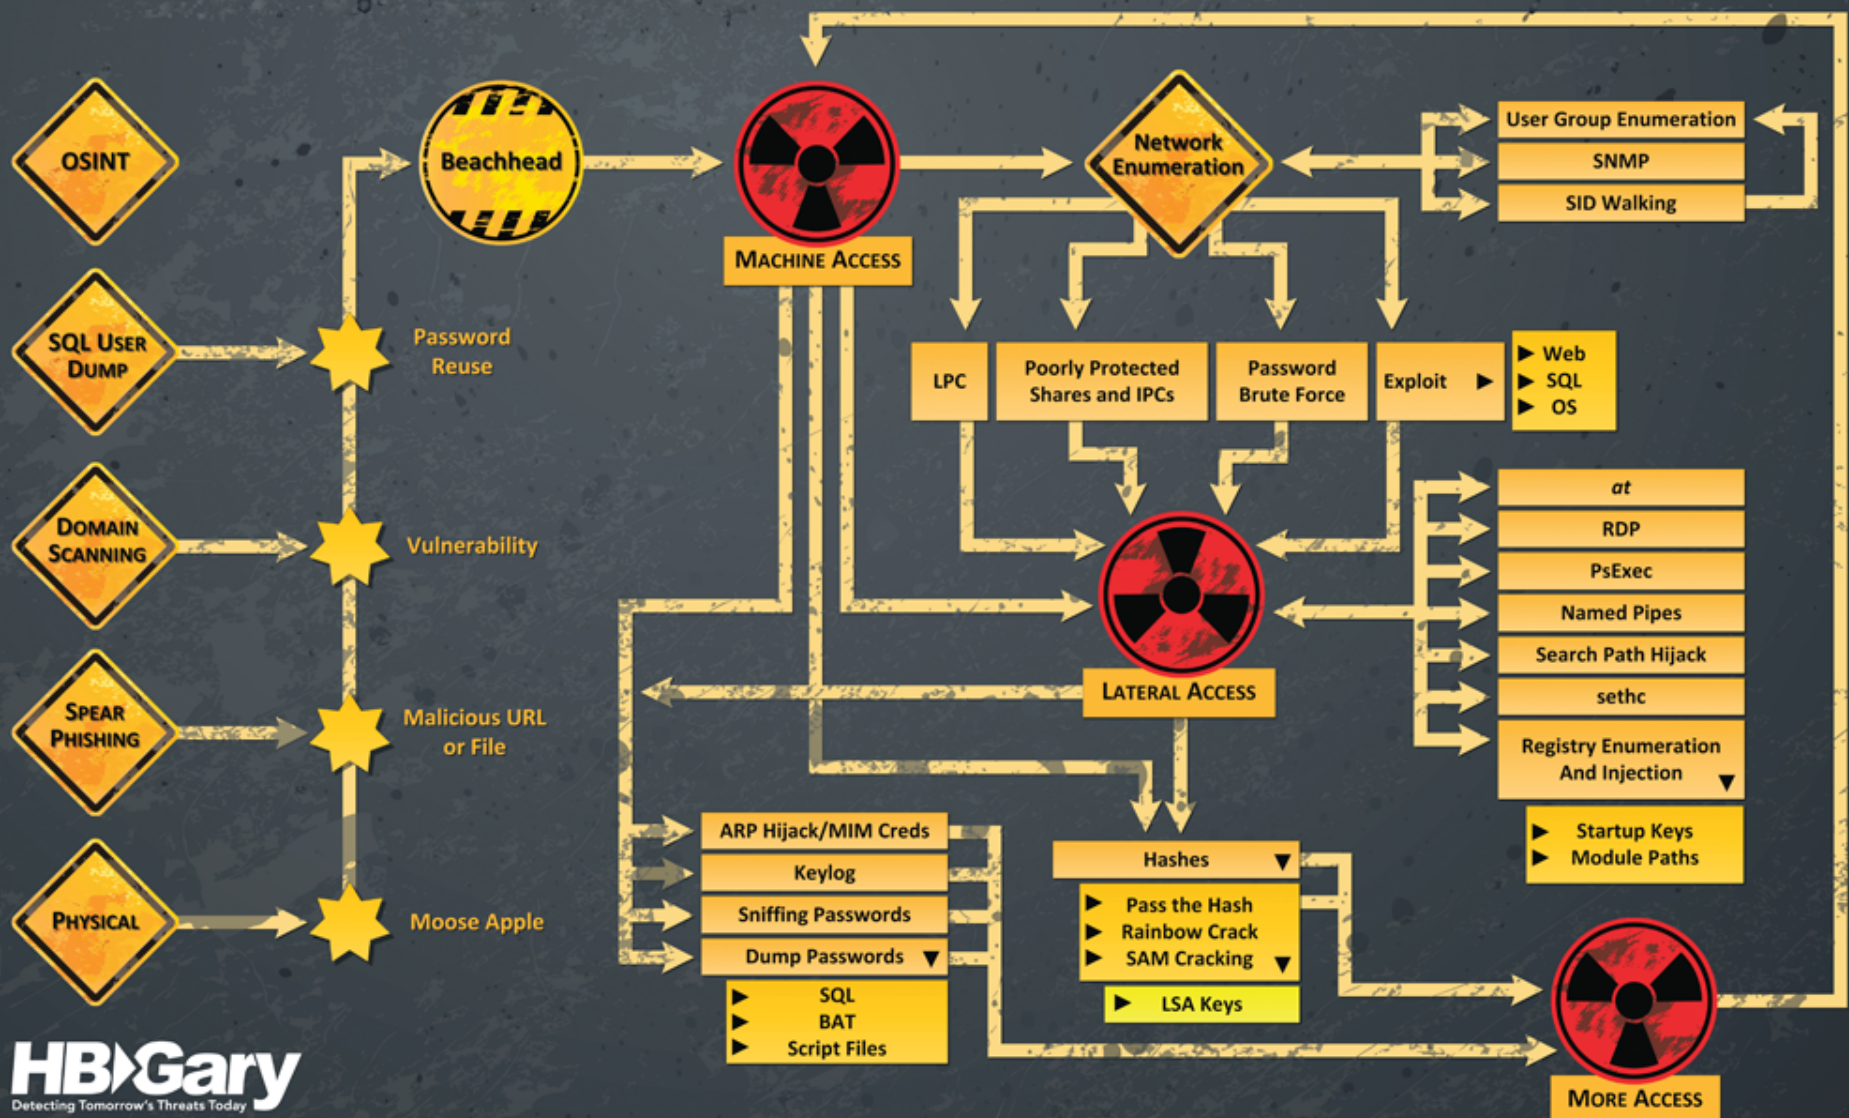 OSINT
SQL USER
DUMP
DOMAIN
SCANNING
SPEAR
PHISHING
PHYSICAL
Password
Reuse
Vulnerability
Malicious URL
or File
Moose Apple
Beachhead
MACHINE ACCESS
Network
Enumeration
User Group Enumeration
SNMP
SID Walking
LPC
Poorly Protected
Shares and IPCs
Password
Brute Force
Exploit
Web
SQL
OS
LATERAL ACCESS
at
RDP
PsExec
Named Pipes
Search Path Hijack
sethc
Registry Enumeration
And Injection
Startup Keys
Module Paths
ARP Hijack/MIM Creds
Keylog
Sniffing Passwords
Dump Passwords
SQL
BAT
Script Files
Hashes
Pass the Hash
Rainbow Crack
SAM Cracking
LSA Keys
MORE ACCESS
HBGary
Detecting Tomorrow's Threats Today